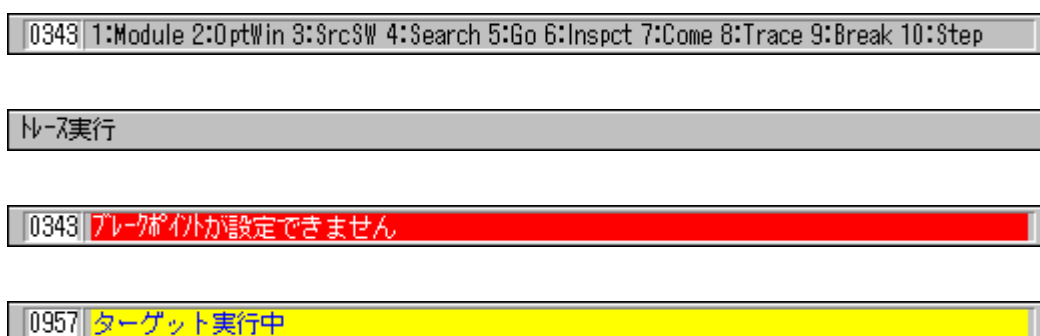 0343 1:Module 2:OptWin 3:SrcSW 4:Search 5:Go 6:Inspct 7:Come 8:Trace 9:Break 10:Step
ﾄﾚｰｽ実行
0343 ﾌﾞﾚｰｸﾎﾟｲﾝﾄが設定できません
0957 ターゲット実行中